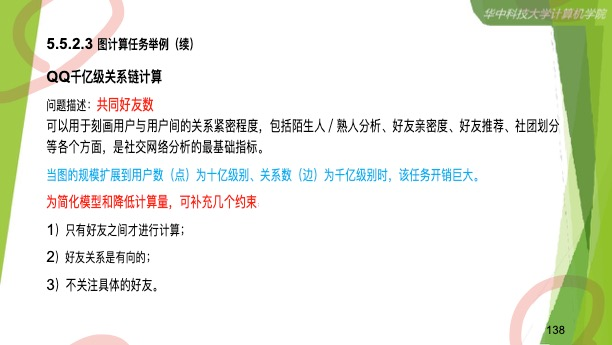 华中科技大学计算机学院
5.5.2.3 图计算任务举例（续）
QQ千亿级关系链计算
问题描述：共同好友数
可以用于刻画用户与用户间的关系紧密程度，包括陌生人 / 熟人分析、好友亲密度、好友推荐、社团划分
等各个方面，是社交网络分析的最基础指标。
当图的规模扩展到用户数（点）为十亿级别、关系数（边）为千亿级别时，该任务开销巨大。
为简化模型和降低计算量，可补充几个约束:
1）只有好友之间才进行计算；
2）好友关系是有向的；
3）不关注具体的好友。
138